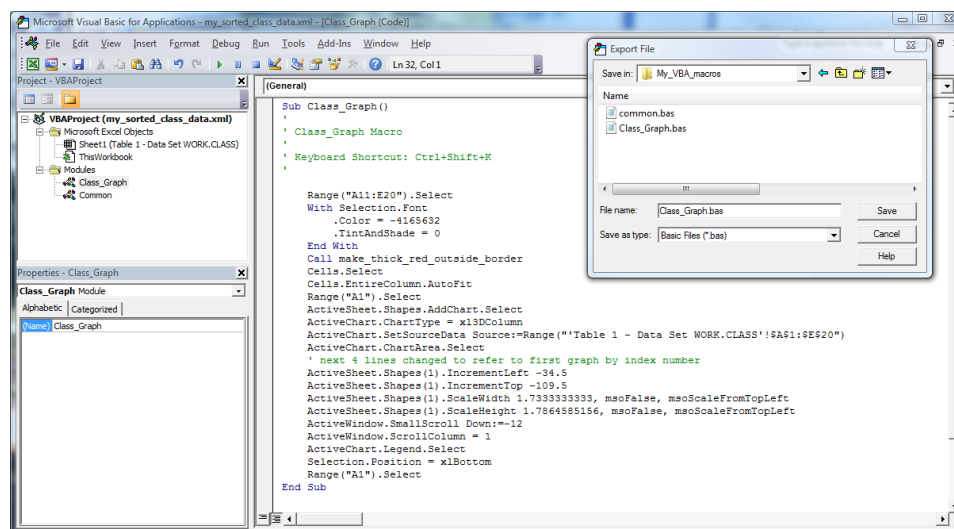 Microsoft Visual Basic for Applications - my_sorted_class_data.xml - [Class_Graph (Code)]
File Edit View Insert Format Debug Run Tools Add-Ins Window Help
Ln 32, Col 1
Project - VBAProject
VBAProject (my_sorted_class_data.xml)
Microsoft Excel Objects
Sheet1 (Table 1 - Data Set WORK.CLASS)
ThisWorkbook
Modules
Class_Graph
Common
Properties - Class_Graph
Class_Graph Module
Alphabetic Categorized
(Name) Class_Graph
(General)
Sub Class_Graph()
'
' Class_Graph Macro
'
' Keyboard Shortcut: Ctrl+Shift+K
'
Range("A11:E20").Select
With Selection.Font
.Color = -4165632
.TintAndShade = 0
End With
Call make_thick_red_outside_border
Cells.Select
Cells.EntireColumn.AutoFit
Range("A1").Select
ActiveSheet.Shapes.AddChart.Select
ActiveChart.ChartType = xl3DColumn
ActiveChart.SetSourceData Source:=Range("'Table 1 - Data Set WORK.CLASS'!$A$1:$E$20")
ActiveChart.ChartArea.Select
' next 4 lines changed to refer to first graph by index number
ActiveSheet.Shapes(1).IncrementLeft -34.5
ActiveSheet.Shapes(1).IncrementTop -109.5
ActiveSheet.Shapes(1).ScaleWidth 1.7333333333, msoFalse, msoScaleFromTopLeft
ActiveSheet.Shapes(1).ScaleHeight 1.7864585156, msoFalse, msoScaleFromTopLeft
ActiveWindow.SmallScroll Down:=-12
ActiveWindow.ScrollColumn = 1
ActiveChart.Legend.Select
Selection.Position = xlBottom
Range("A1").Select
End Sub
Export File
Save in: My_VBA_macros
Name
common.bas
Class_Graph.bas
File name: Class_Graph.bas Save
Save as type: Basic Files (*.bas) Cancel
Help